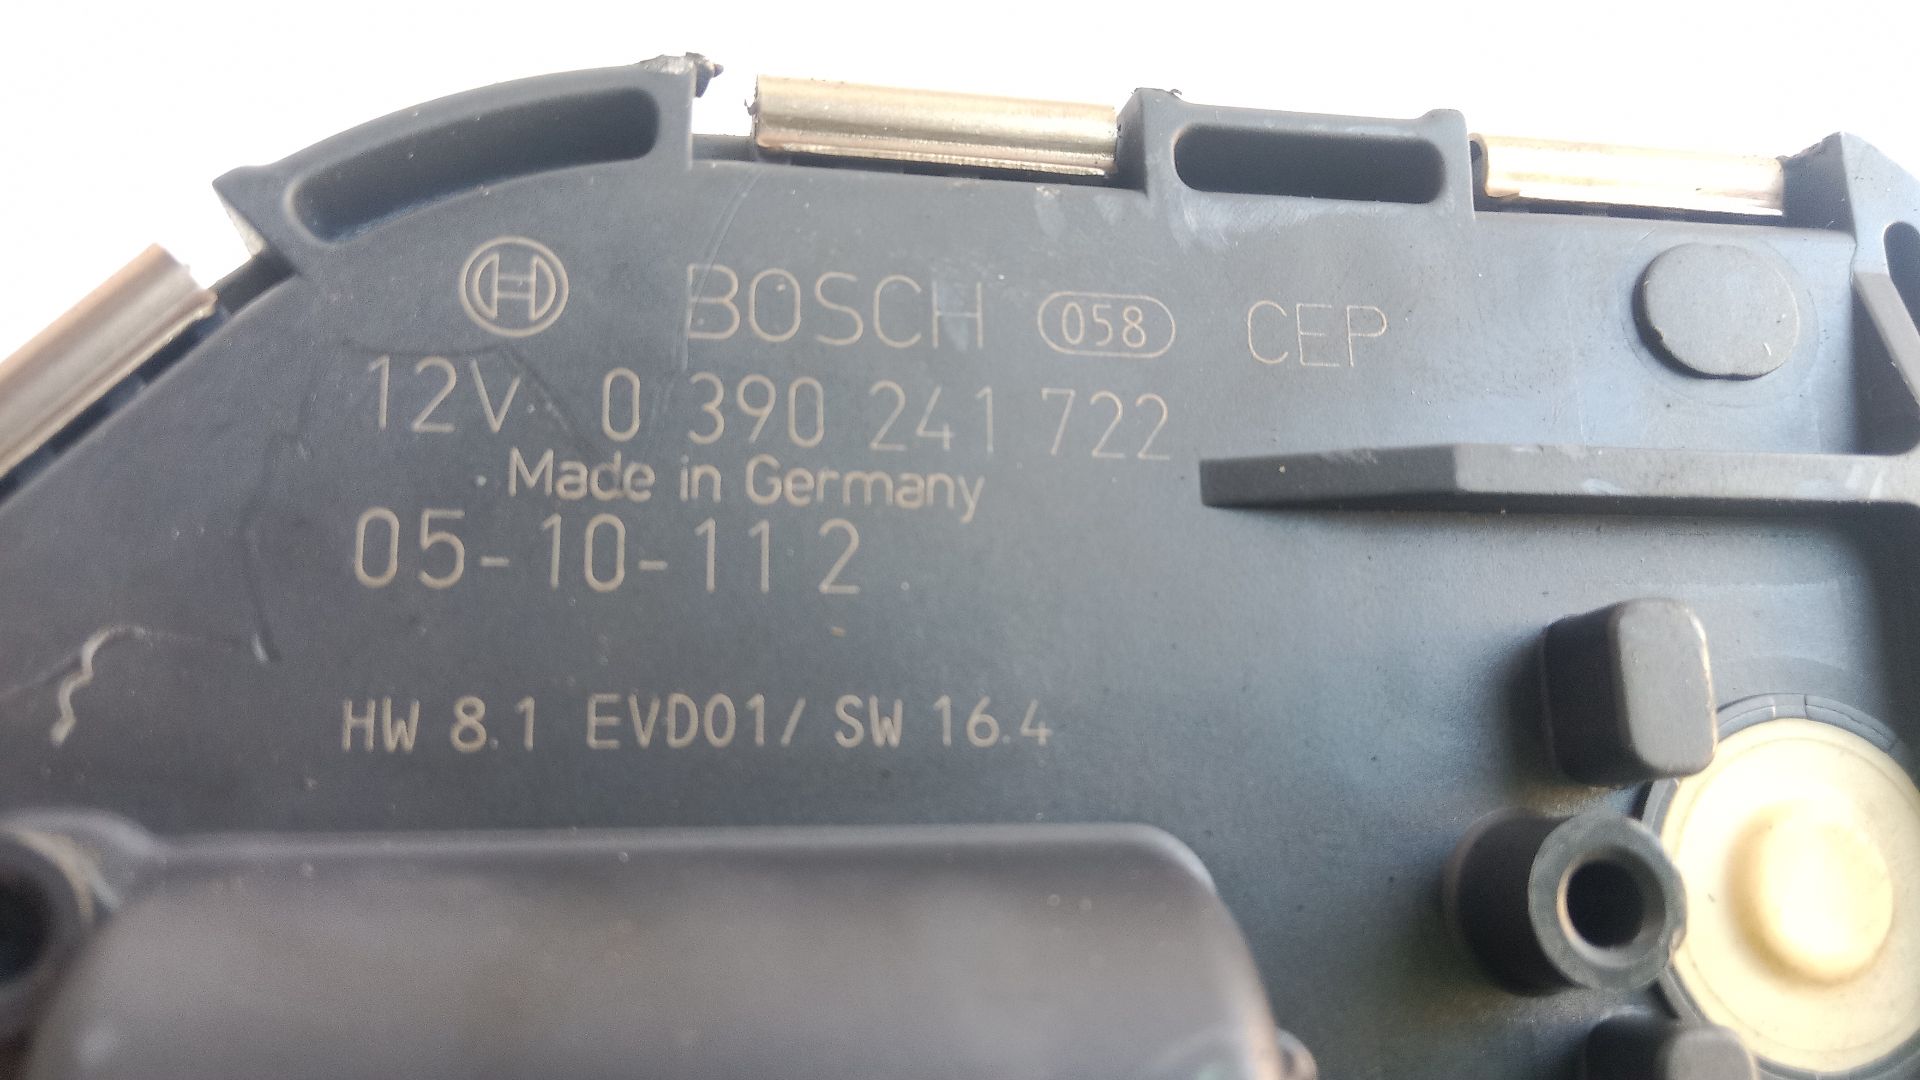 BOSCH 058 CEP
12V 0 390 241 722
Made in Germany
05-10-11 2
HW 8.1 EVD01/ SW 16.4